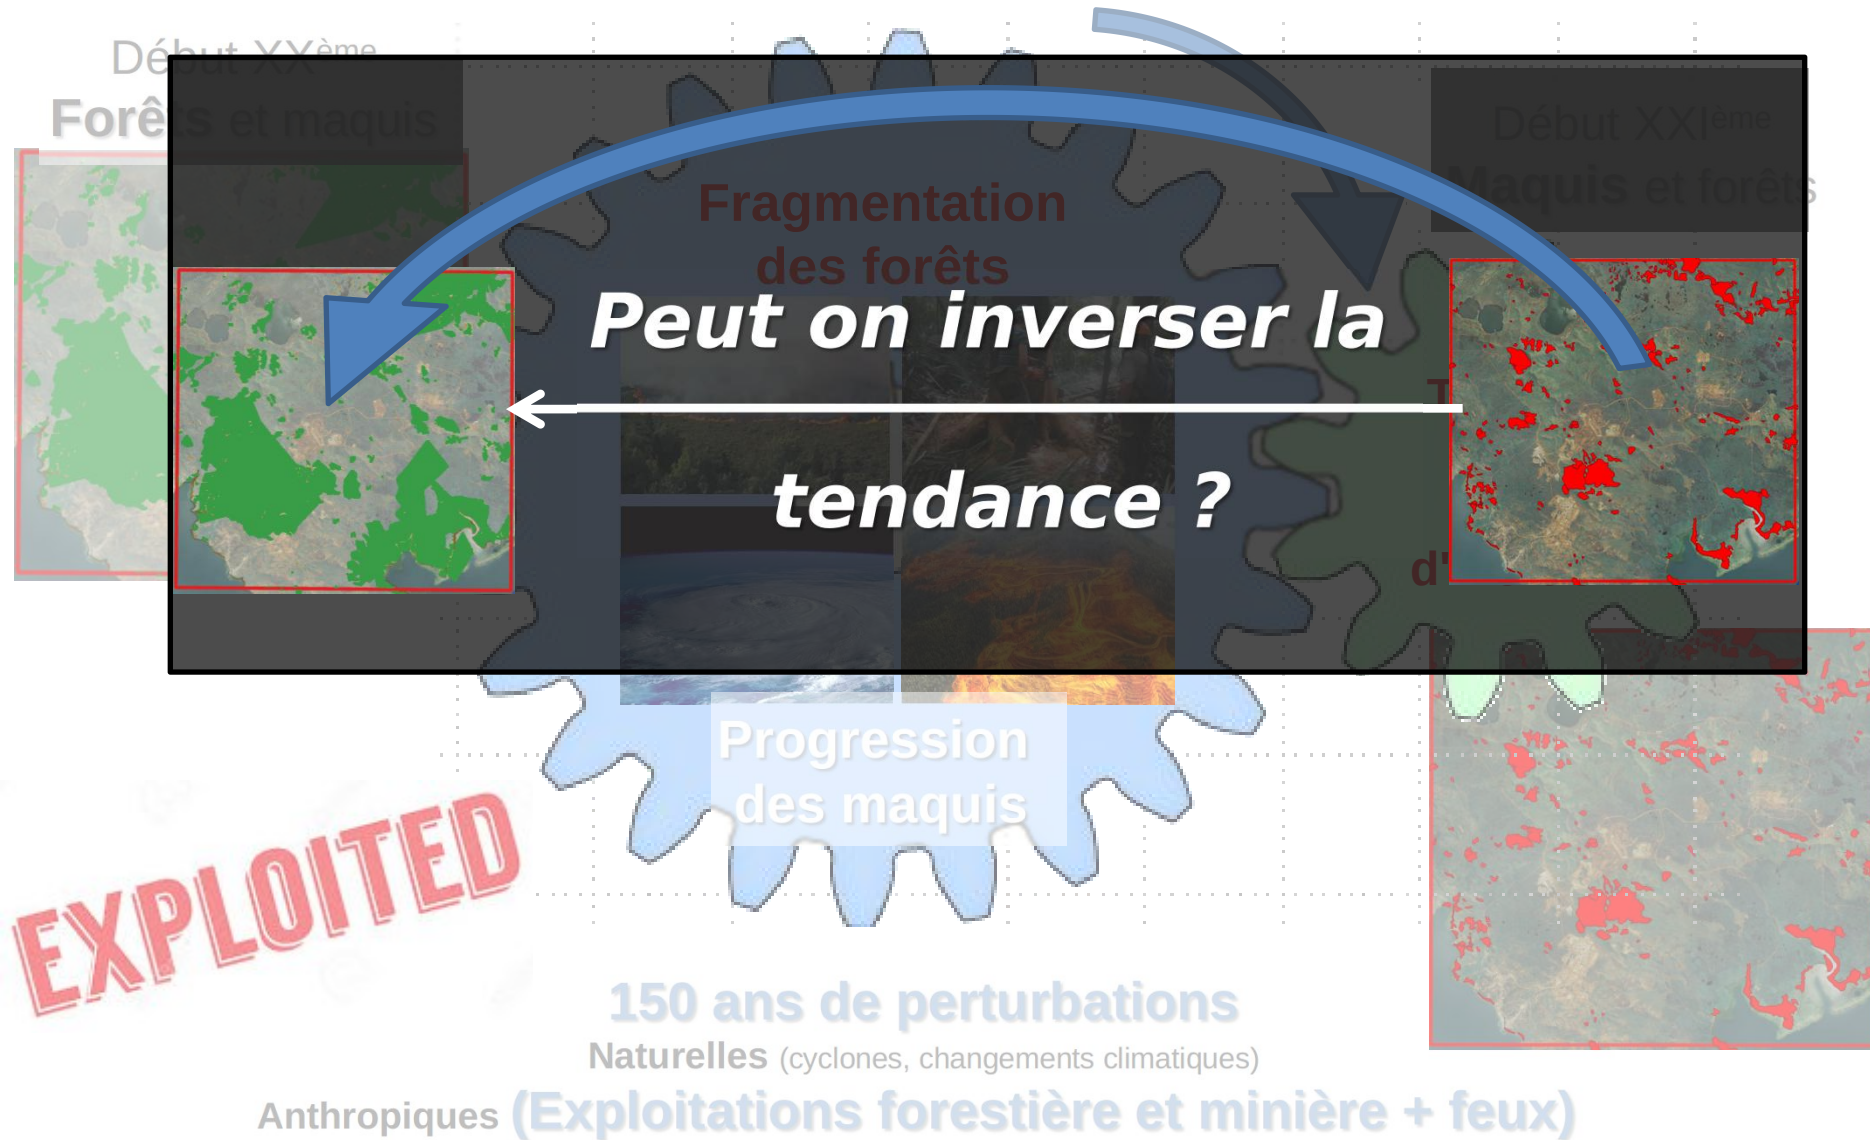 Début XXème
Forêts et maquis
Début XXIème
Maquis et forêts
Fragmentation
des forêts
Peut on inverser la
tendance ?
d'
Progression
des maquis
EXPLOITED
150 ans de perturbations
Naturelles (cyclones, changements climatiques)
Anthropiques (Exploitations forestière et minière + feux)